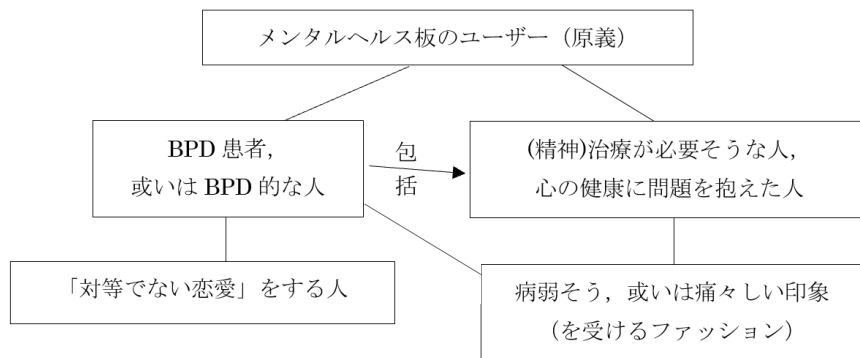 メンタルヘルス板のユーザー（原義）
BPD 患者，
或いは BPD 的な人
包
括
(精神)治療が必要そうな人，
心の健康に問題を抱えた人
「対等でない恋愛」をする人
病弱そう，或いは痛々しい印象
（を受けるファッション）